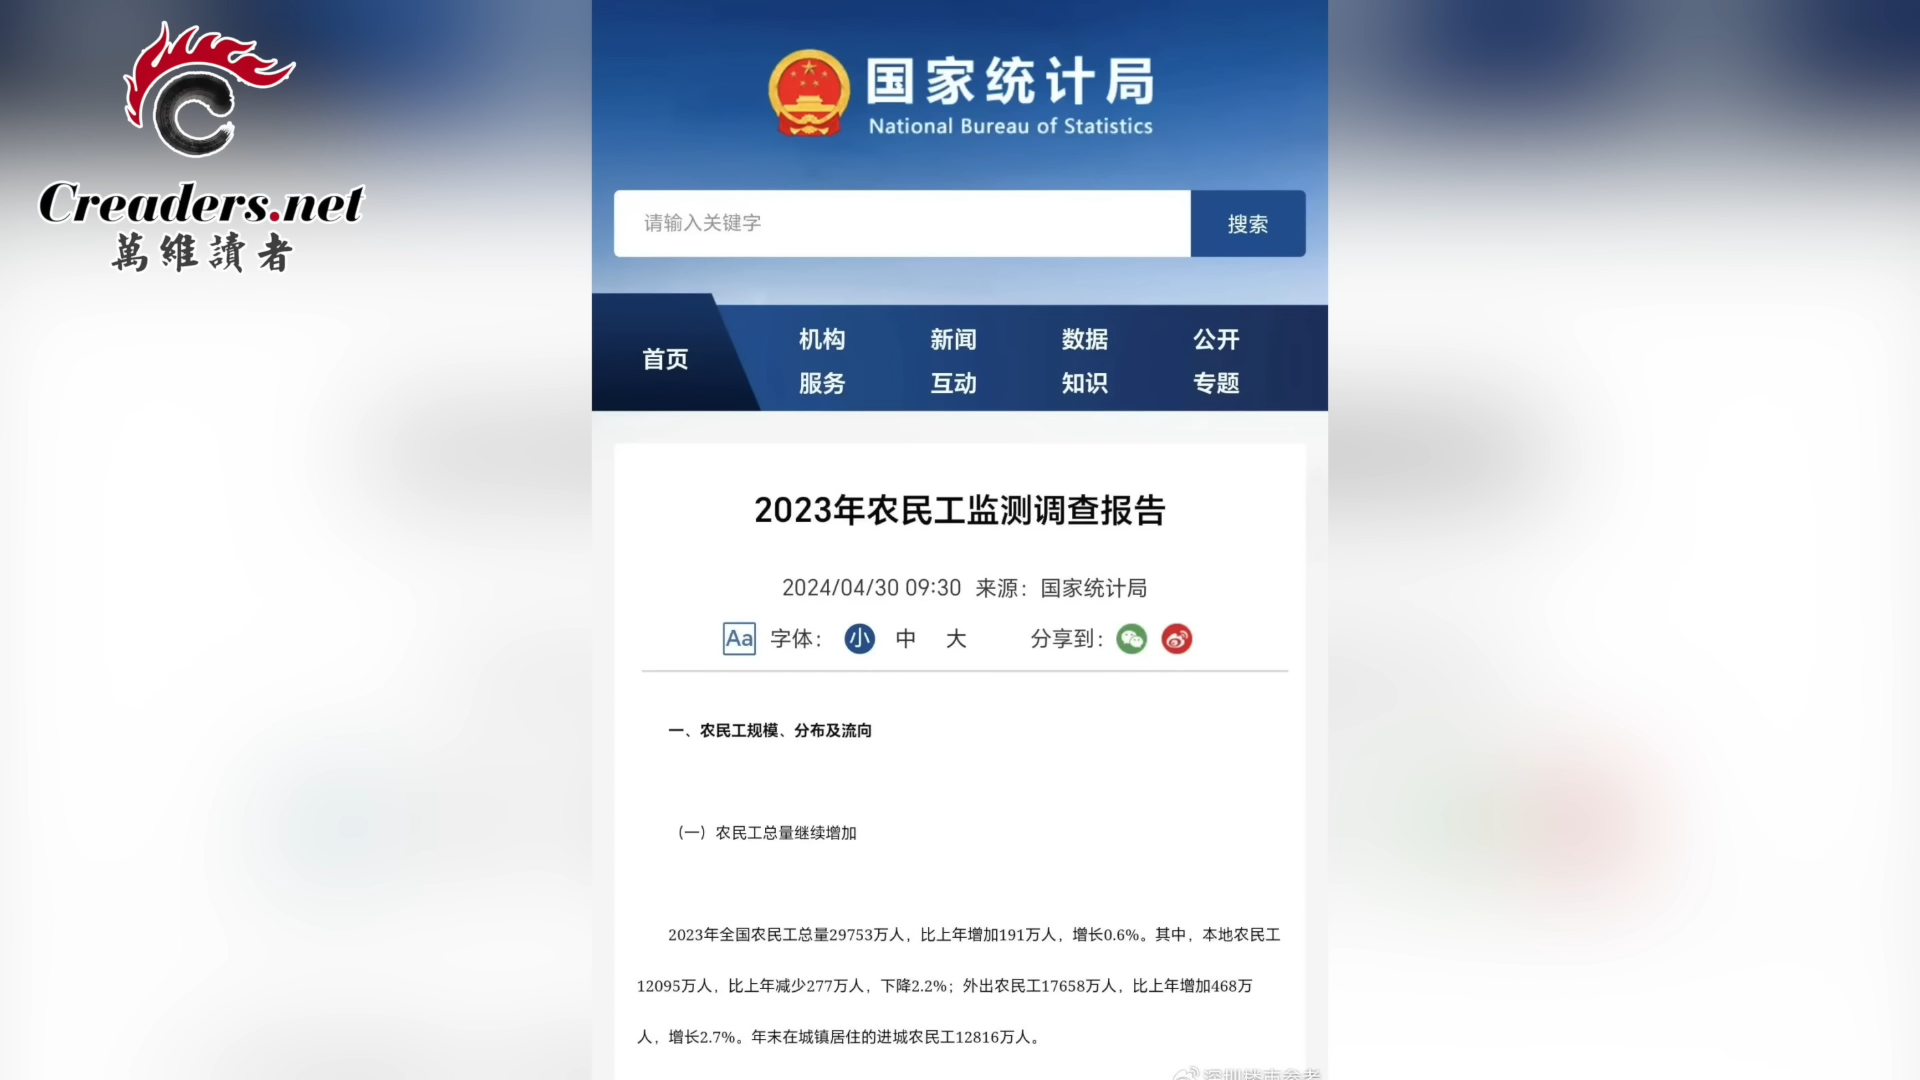 Creaders.net
萬維讀者
国家统计局
National Bureau of Statistics
请输入关键字
搜索
首页
机构 新闻 数据 公开
服务 互动 知识 专题
2023年农民工监测调查报告
2024/04/30 09:30 来源：国家统计局
Aa 字体： 小 中 大 分享到：
一、农民工规模、分布及流向
（一）农民工总量继续增加
2023年全国农民工总量29753万人，比上年增加191万人，增长0.6%。其中，本地农民工
12095万人，比上年减少277万人，下降2.2%；外出农民工17658万人，比上年增加468万
人，增长2.7%。年末在城镇居住的进城农民工12816万人。